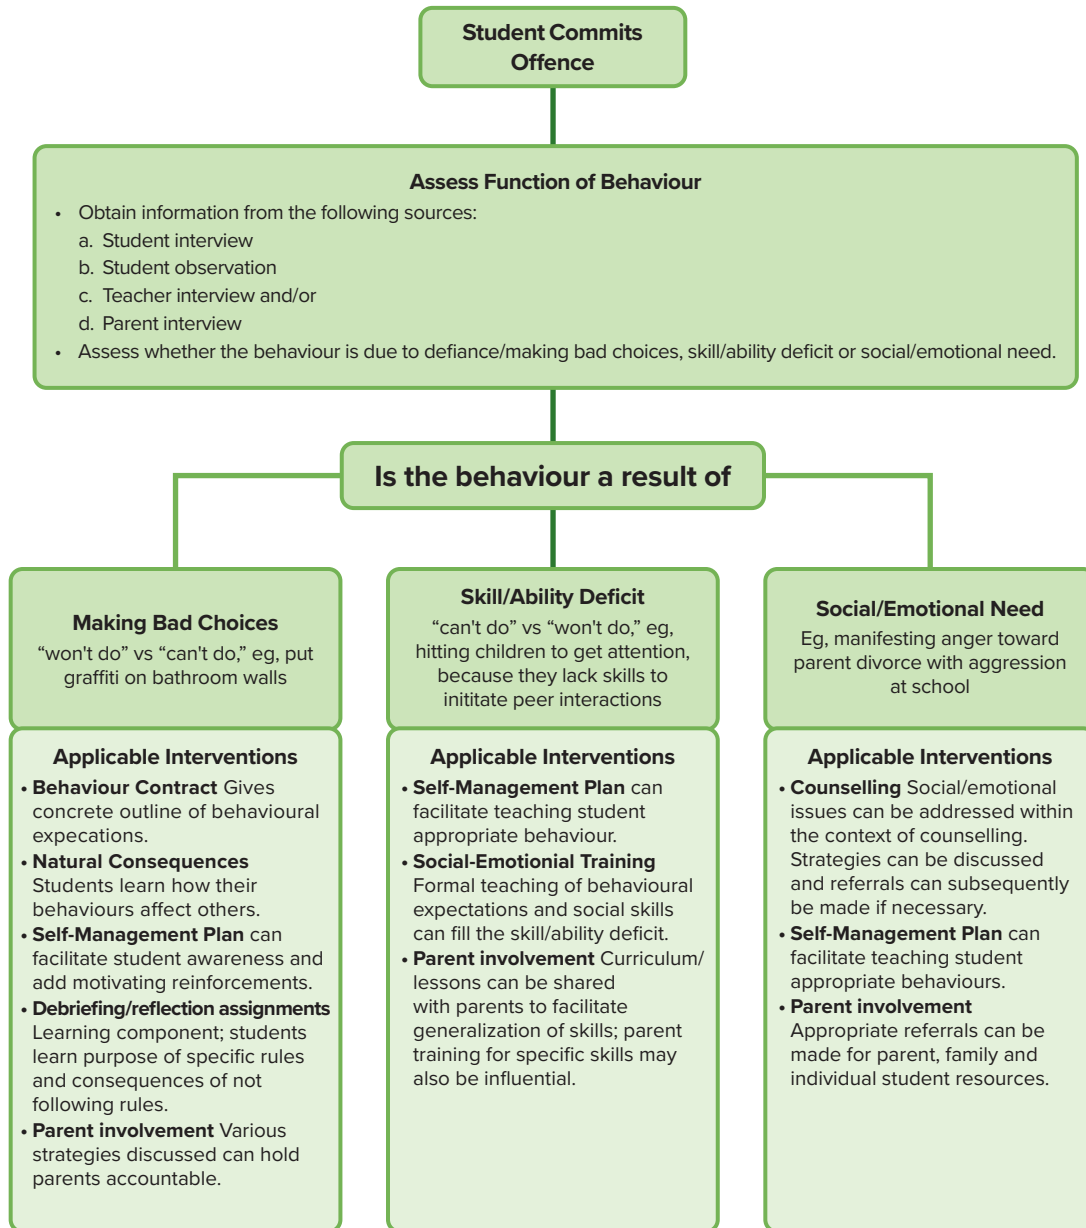 Student Commits
Offence
Assess Function of Behaviour
• Obtain information from the following sources:
a. Student interview
b. Student observation
c. Teacher interview and/or
d. Parent interview
• Assess whether the behaviour is due to defiance/making bad choices, skill/ability deficit or social/emotional need.
Is the behaviour a result of
Making Bad Choices
“won't do” vs “can't do,” eg, put
graffiti on bathroom walls
Applicable Interventions
• Behaviour Contract Gives
concrete outline of behavioural
expecations.
• Natural Consequences
Students learn how their
behaviours affect others.
• Self-Management Plan can
facilitate student awareness and
add motivating reinforcements.
• Debriefing/reflection assignments
Learning component; students
learn purpose of specific rules
and consequences of not
following rules.
• Parent involvement Various
strategies discussed can hold
parents accountable.
Skill/Ability Deficit
“can't do” vs “won't do,” eg,
hitting children to get attention,
because they lack skills to
inititate peer interactions
Applicable Interventions
• Self-Management Plan can
facilitate teaching student
appropriate behaviour.
• Social-Emotionial Training
Formal teaching of behavioural
expectations and social skills
can fill the skill/ability deficit.
• Parent involvement Curriculum/
lessons can be shared
with parents to facilitate
generalization of skills; parent
training for specific skills may
also be influential.
Social/Emotional Need
Eg, manifesting anger toward
parent divorce with aggression
at school
Applicable Interventions
• Counselling Social/emotional
issues can be addressed within
the context of counselling.
Strategies can be discussed
and referrals can subsequently
be made if necessary.
• Self-Management Plan can
facilitate teaching student
appropriate behaviours.
• Parent involvement
Appropriate referrals can be
made for parent, family and
individual student resources.